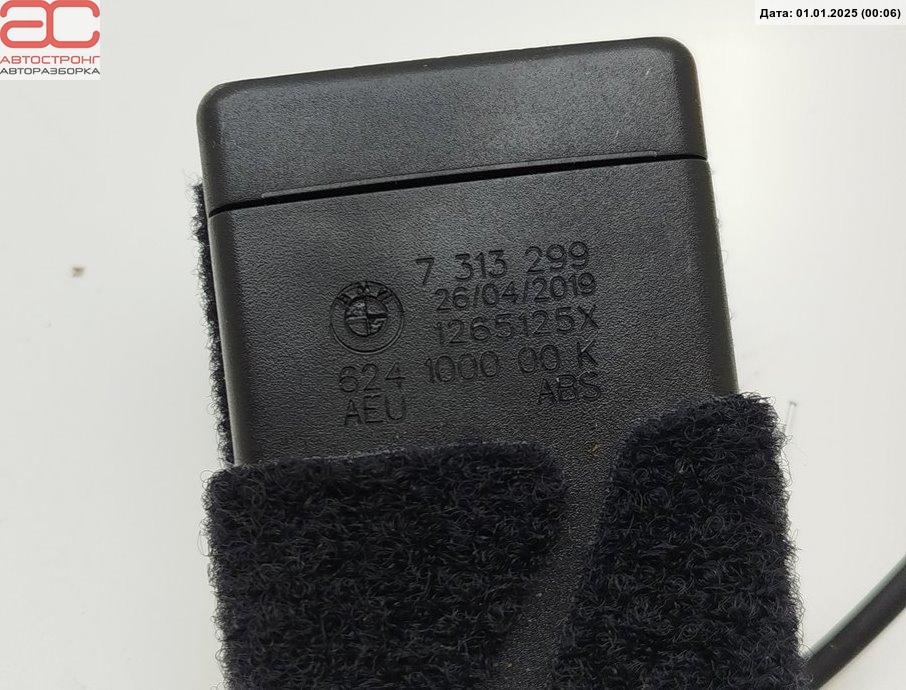 АС
АВТОСТРОНГ
АВТОРАЗБОРКА
Дата: 01.01.2025 (00:06)
7 313 299
26/04/2019
BMW
1265125X
624 1000 00 K
AEU ABS